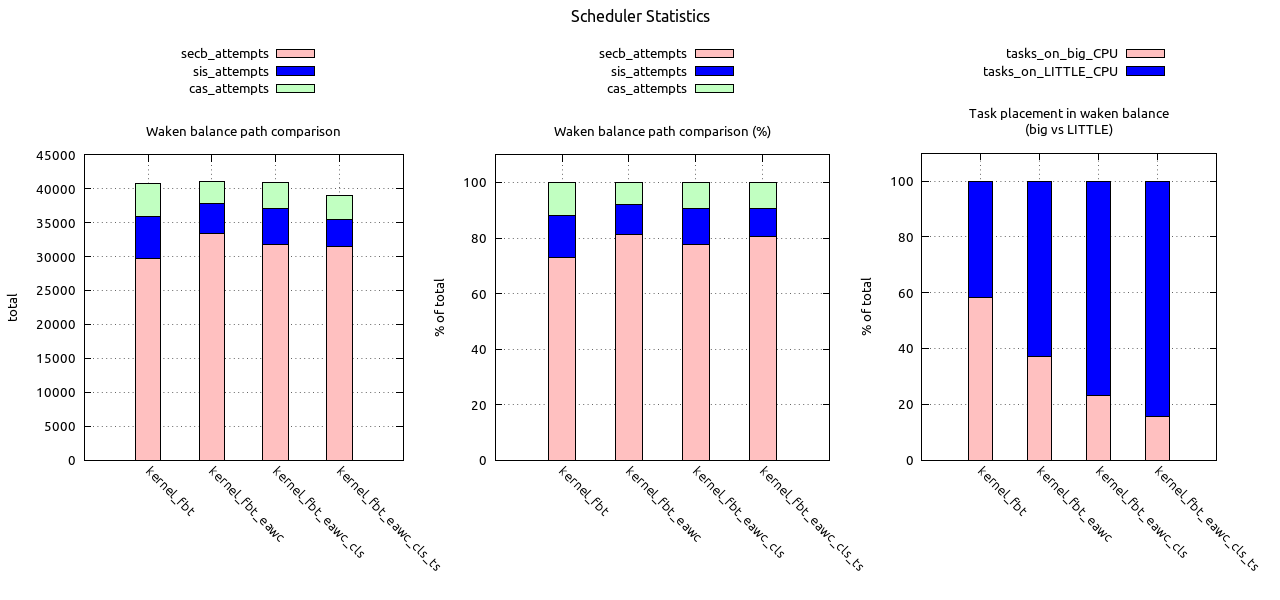 Scheduler Statistics
secb_attempts
sis_attempts
cas_attempts
Waken balance path comparison
45000
40000
35000
30000
25000
20000
15000
10000
5000
0
total
kernel_fbt
kernel_fbt_eawc
kernel_fbt_eawc_cls
kernel_fbt_eawc_cls_ts
secb_attempts
sis_attempts
cas_attempts
Waken balance path comparison (%)
100
80
60
40
20
0
% of total
kernel_fbt
kernel_fbt_eawc
kernel_fbt_eawc_cls
kernel_fbt_eawc_cls_ts
tasks_on_big_CPU
tasks_on_LITTLE_CPU
Task placement in waken balance
(big vs LITTLE)
100
80
60
40
20
0
% of total
kernel_fbt
kernel_fbt_eawc
kernel_fbt_eawc_cls
kernel_fbt_eawc_cls_ts